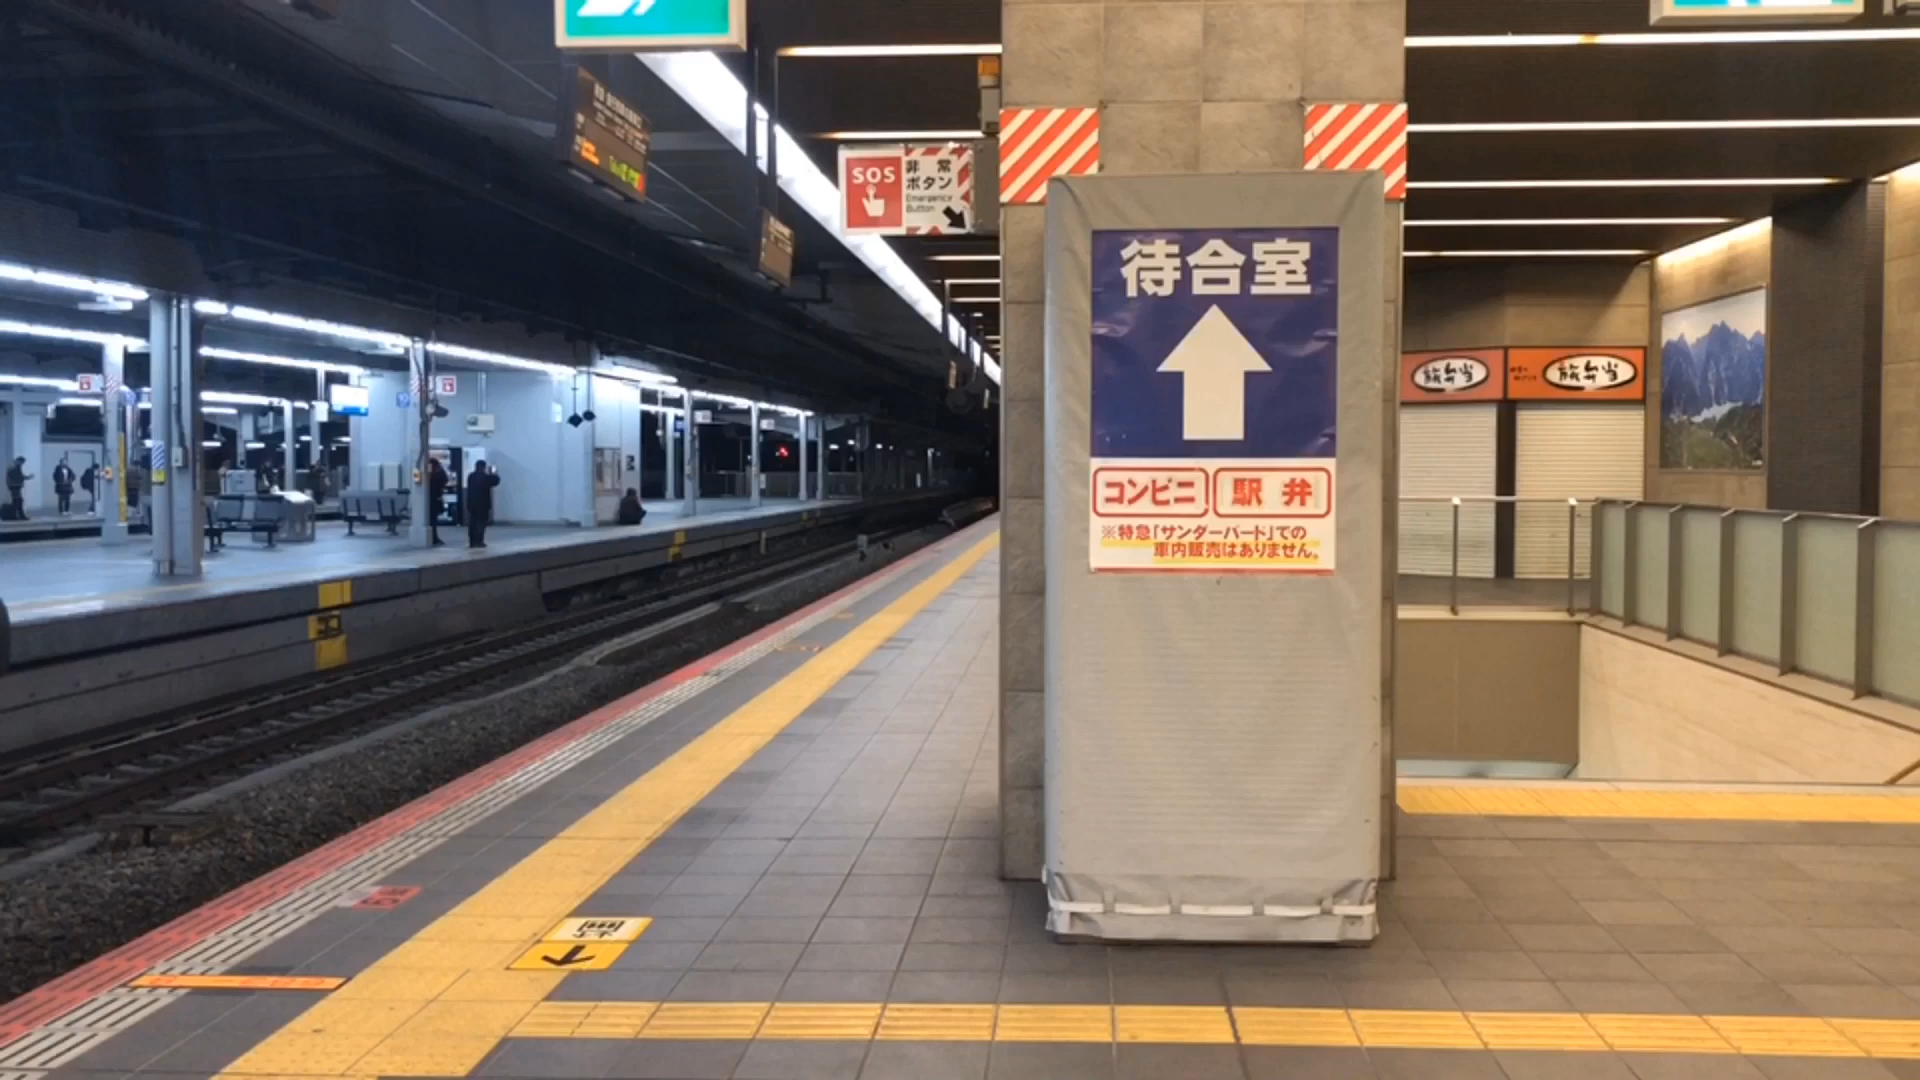 SOS
非常
ボタン
Emergency
Button
待合室
コンビニ
駅弁
※特急「サンダーバード」での
車内販売はありません。
旅弁当
旅弁当